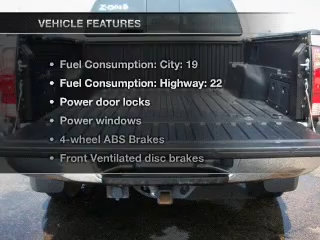 VEHICLE FEATURES
• Fuel Consumption: City: 19
• Fuel Consumption: Highway: 22
• Power door locks
• Power windows
• 4-wheel ABS Brakes
• Front Ventilated disc brakes